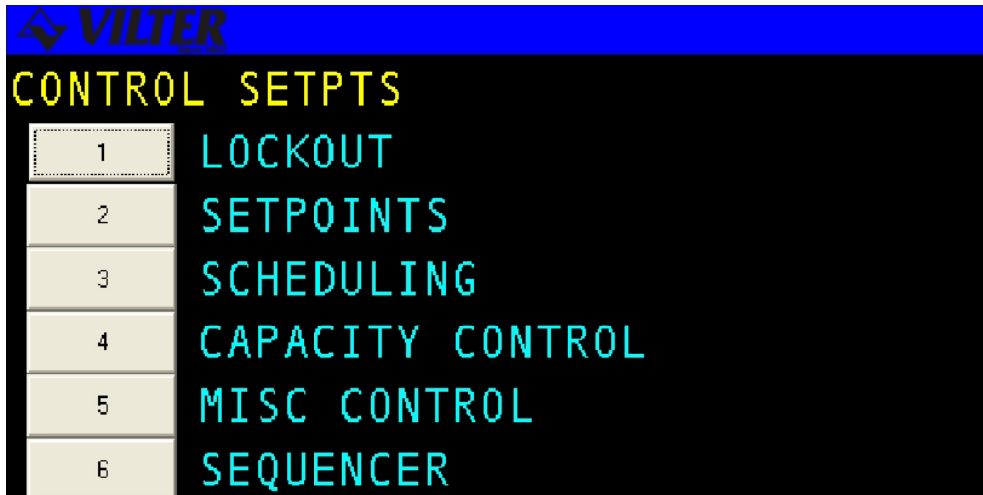 VILTER
CONTROL SETPTS
1 LOCKOUT
2 SETPOINTS
3 SCHEDULING
4 CAPACITY CONTROL
5 MISC CONTROL
6 SEQUENCER